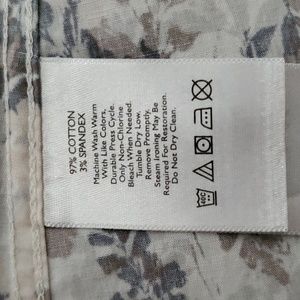 97% COTTON
3% SPANDEX
Machine Wash Warm
With Like Colors,
Durable Press Cycle.
Only Non-Chlorine
Bleach When Needed.
Tumble Dry Low.
Remove Promptly.
Steam Ironing May Be
Required For Restoration.
Do Not Dry Clean.